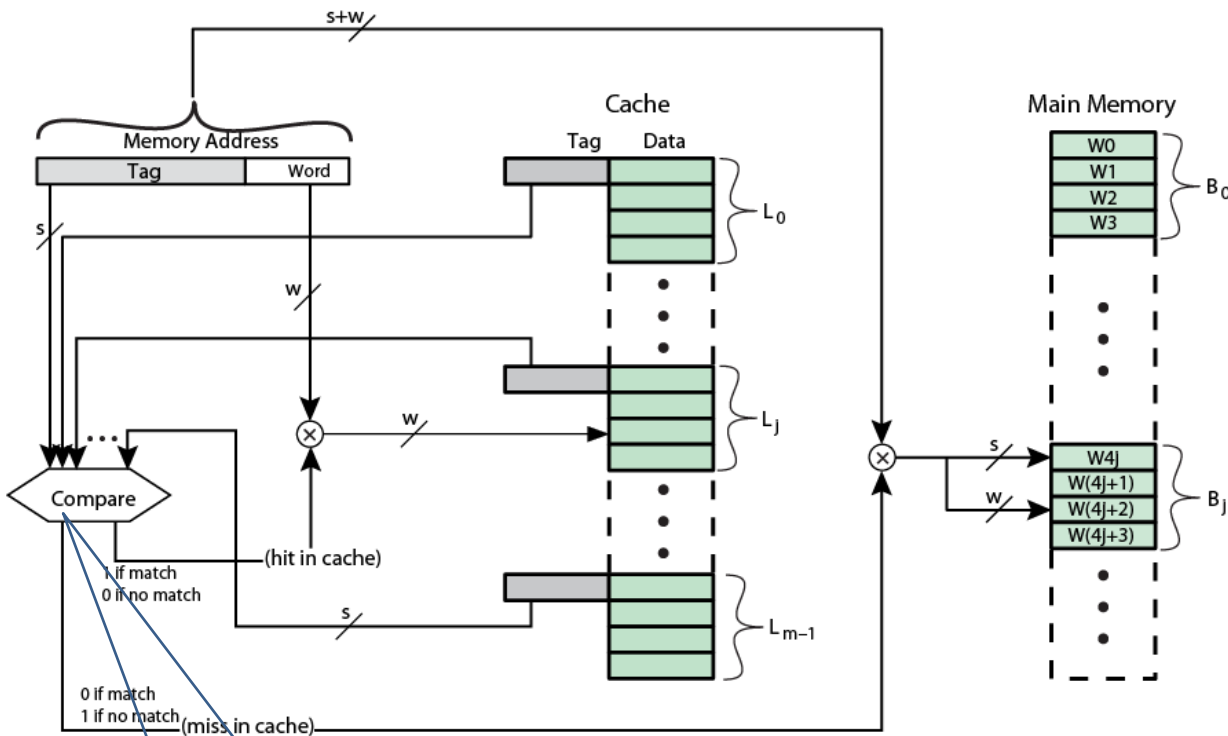 s+w
Cache
Main Memory
Memory Address
Tag Data
Tag Word
W0
W1
W2
W3
B0
L0
s
w
w
Lj
s
w
W4j
W(4j+1)
W(4j+2)
W(4j+3)
Bj
Compare
(hit in cache)
1 if match
0 if no match
s
Lm−1
0 if match
1 if no match
(miss in cache)